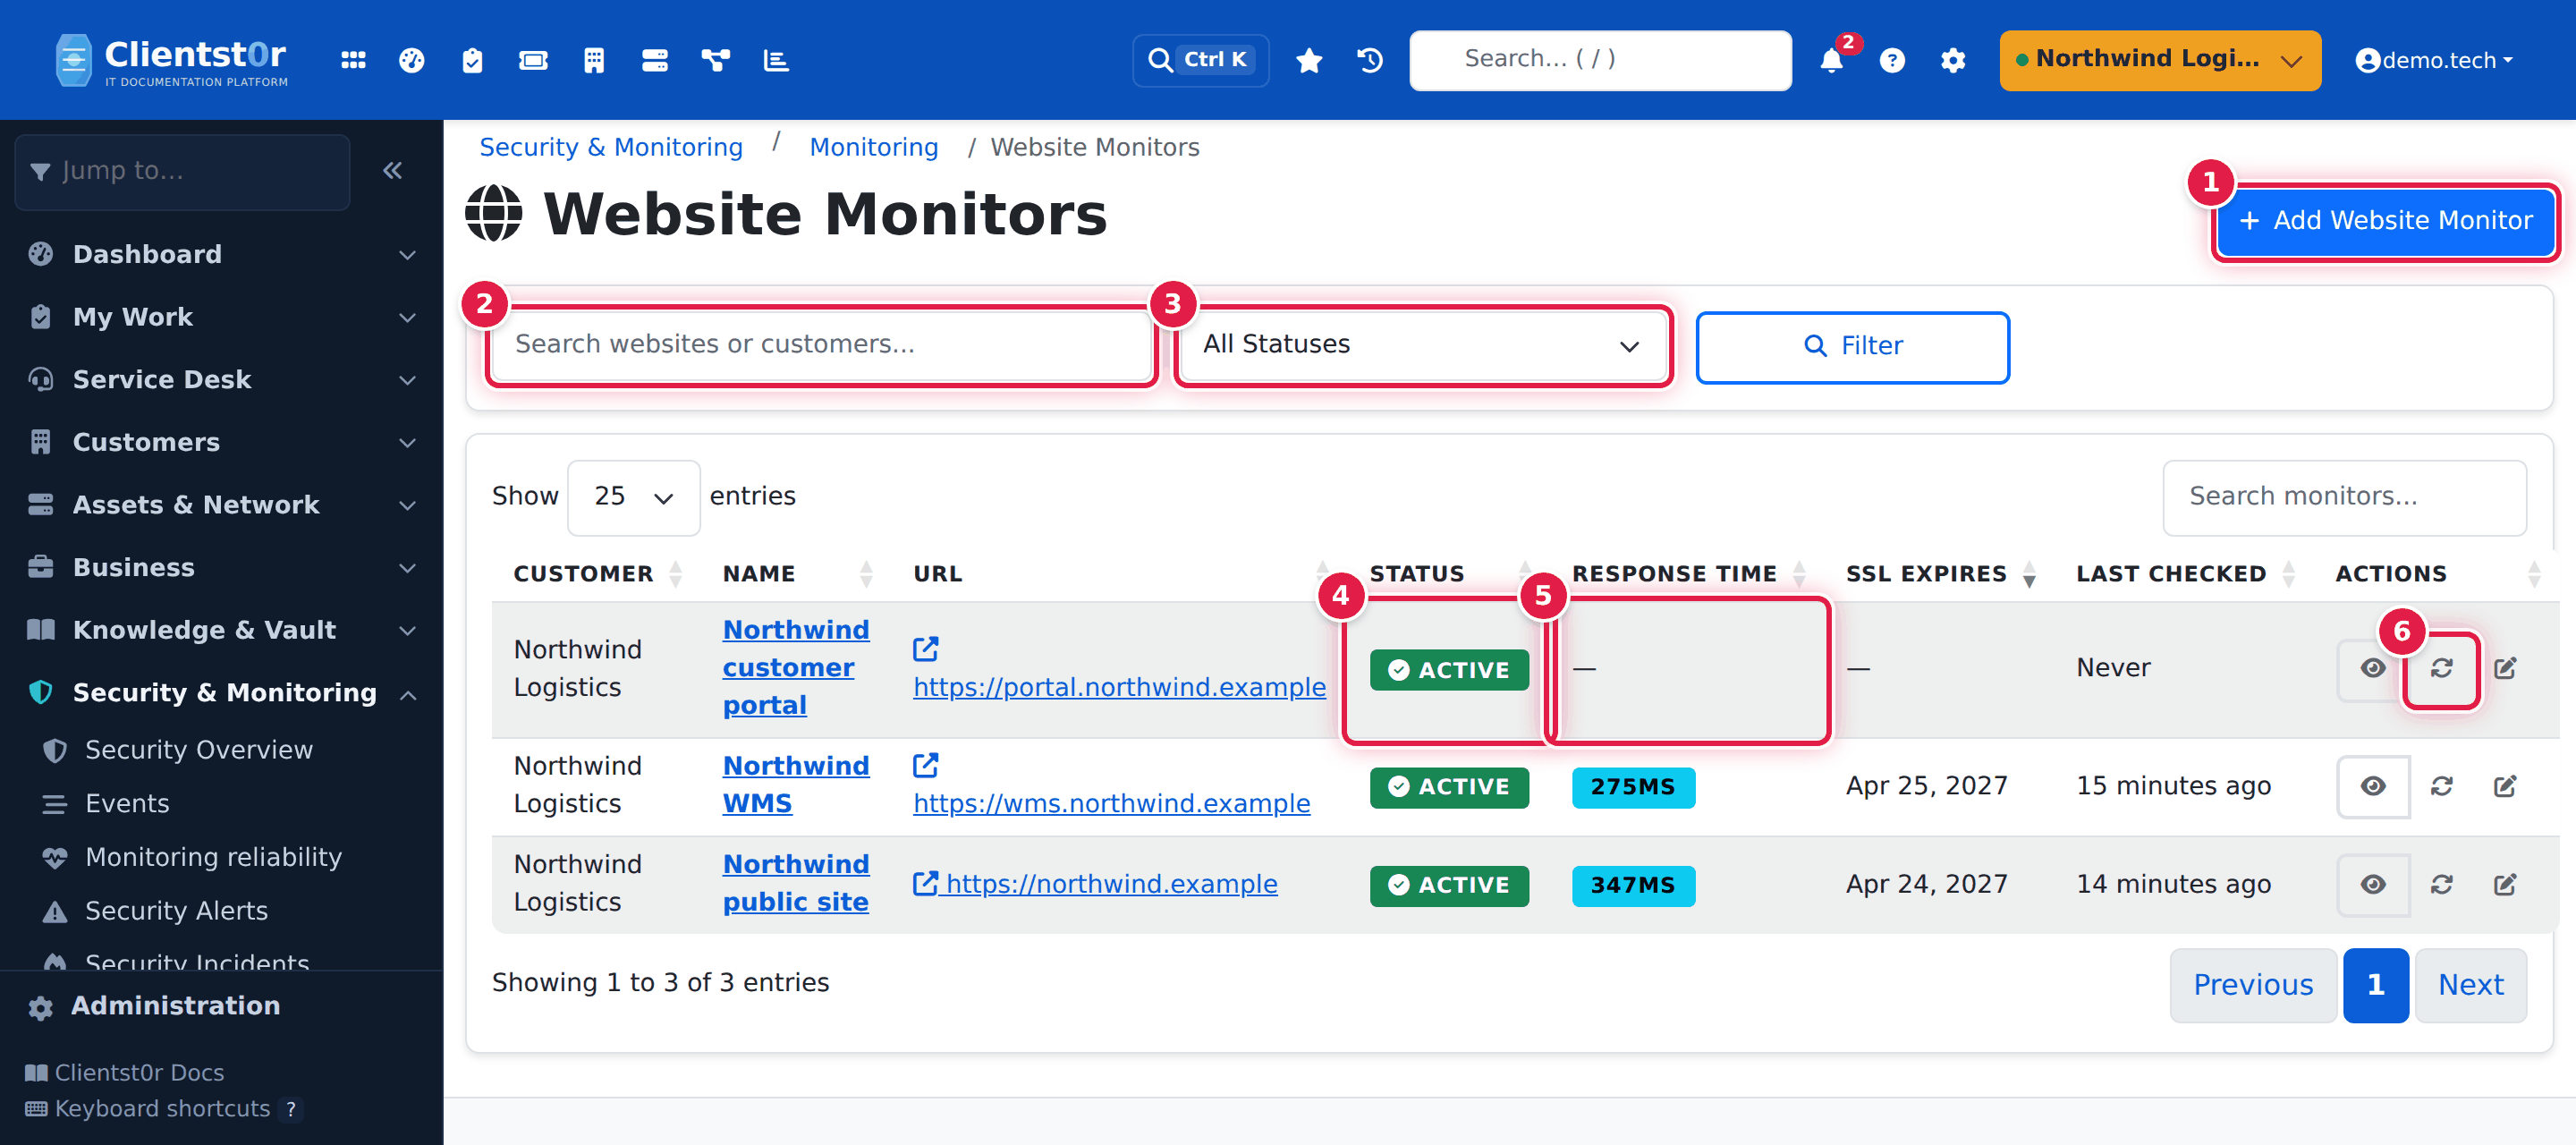 Clientst0r
IT DOCUMENTATION PLATFORM
Ctrl K
Search... ( / )
2
Northwind Logi...
demo.tech
Jump to...
Dashboard
My Work
Service Desk
Customers
Assets & Network
Business
Knowledge & Vault
Security & Monitoring
Security Overview
Events
Monitoring reliability
Security Alerts
Security Incidents
Administration
Clientst0r Docs
Keyboard shortcuts ?
Security & Monitoring / Monitoring / Website Monitors
Website Monitors
1
+ Add Website Monitor
2
Search websites or customers...
3
All Statuses
Filter
Show 25 entries
Search monitors...
CUSTOMER NAME URL STATUS RESPONSE TIME SSL EXPIRES LAST CHECKED ACTIONS
4
5
6
Northwind Logistics
Northwind customer portal
https://portal.northwind.example
ACTIVE
—
—
Never
Northwind Logistics
Northwind WMS
https://wms.northwind.example
ACTIVE
275MS
Apr 25, 2027
15 minutes ago
Northwind Logistics
Northwind public site
https://northwind.example
ACTIVE
347MS
Apr 24, 2027
14 minutes ago
Showing 1 to 3 of 3 entries
Previous 1 Next